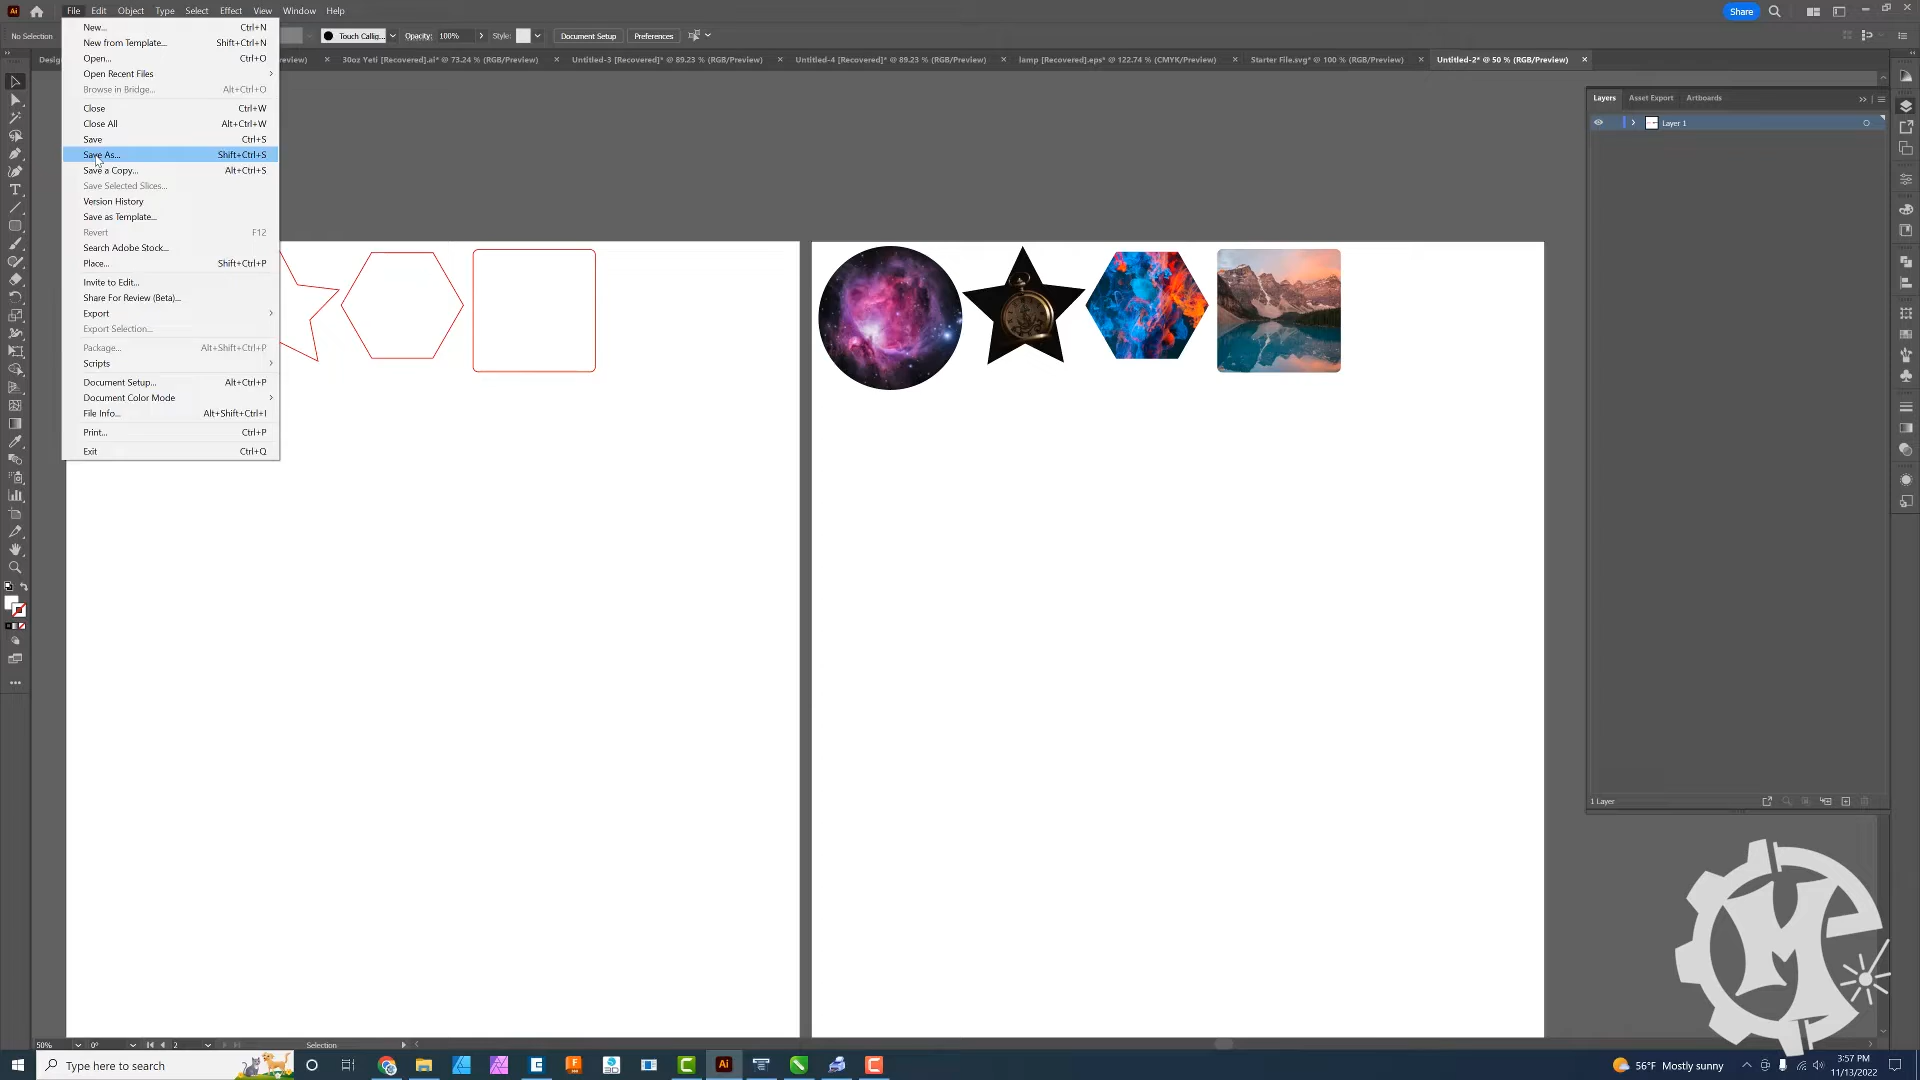 File Edit Object Type Select Effect View Window Help
Share
No Selection
Touch Callig...
Opacity: 100%
Style:
Document Setup
Preferences
30oz Yeti [Recovered].ai* @ 73.24 % (RGB/Preview)
Untitled-3 [Recovered]* @ 89.23 % (RGB/Preview)
Untitled-4 [Recovered]* @ 89.23 % (RGB/Preview)
lamp [Recovered].eps* @ 122.74 % (CMYK/Preview)
Starter File.svg* @ 100 % (RGB/Preview)
Untitled-2* @ 50 % (RGB/Preview)
New... Ctrl+N
New from Template... Shift+Ctrl+N
Open... Ctrl+O
Open Recent Files
Browse in Bridge... Alt+Ctrl+O
Close Ctrl+W
Close All Alt+Ctrl+W
Save Ctrl+S
Save As... Shift+Ctrl+S
Save a Copy... Alt+Ctrl+S
Save Selected Slices...
Version History
Save as Template...
Revert F12
Search Adobe Stock...
Place... Shift+Ctrl+P
Invite to Edit...
Share For Review (Beta)...
Export
Export Selection...
Package... Alt+Shift+Ctrl+P
Scripts
Document Setup... Alt+Ctrl+P
Document Color Mode
File Info... Alt+Shift+Ctrl+I
Print... Ctrl+P
Exit Ctrl+Q
Layers Asset Export Artboards
Layer 1
1 Layer
50% 0° 2 Selection
Type here to search
56°F Mostly sunny
3:57 PM
11/13/2022